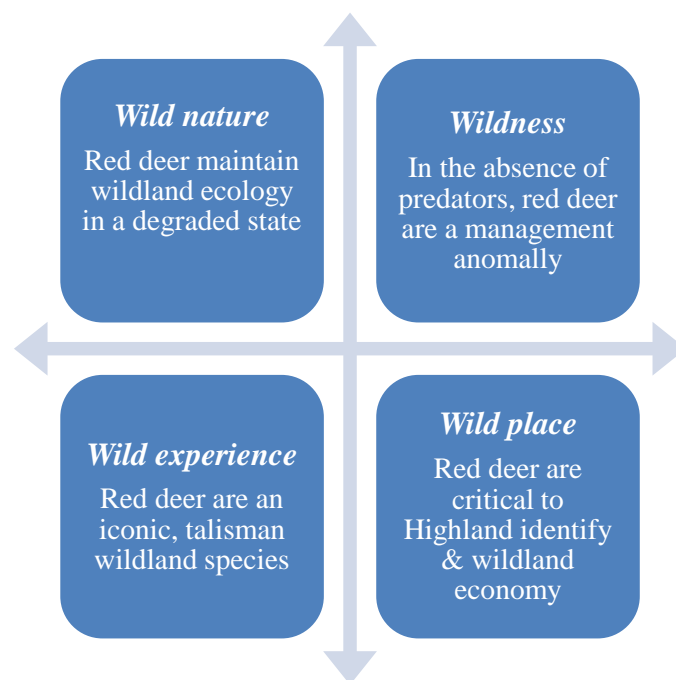 Wild nature
Red deer maintain
wildland ecology
in a degraded state
Wildness
In the absence of
predators, red deer
are a management
anomally
Wild experience
Red deer are an
iconic, talisman
wildland species
Wild place
Red deer are
critical to
Highland identify
& wildland
economy